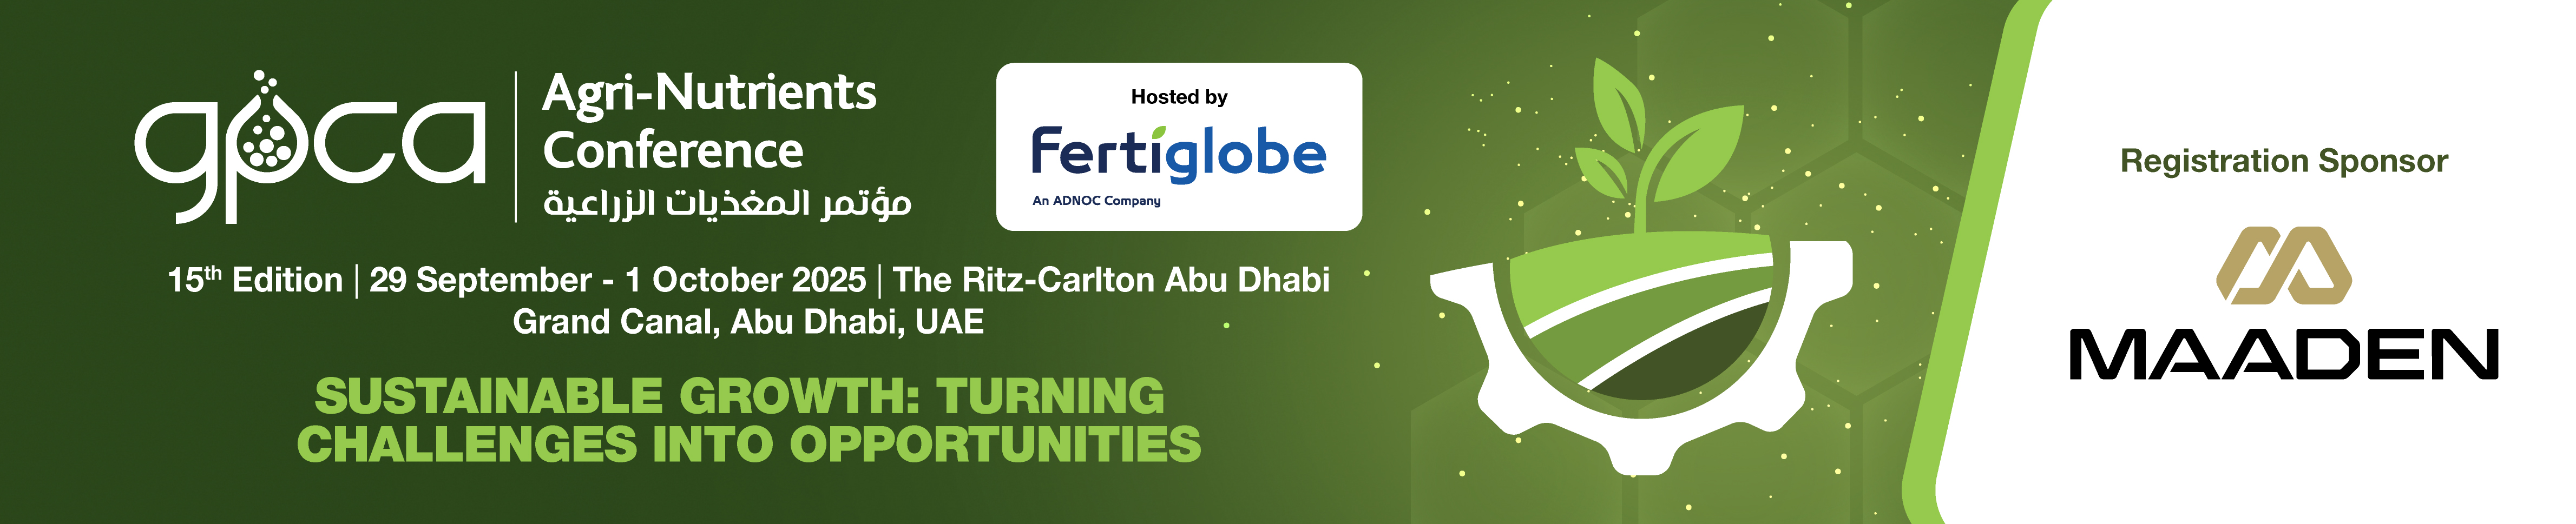 gpca
Agri-Nutrients
Conference
مؤتمر المغذيات الزراعية
Hosted by
Fertiglobe
An ADNOC Company
15th Edition | 29 September - 1 October 2025 | The Ritz-Carlton Abu Dhabi
Grand Canal, Abu Dhabi, UAE
SUSTAINABLE GROWTH: TURNING
CHALLENGES INTO OPPORTUNITIES
Registration Sponsor
MAADEN